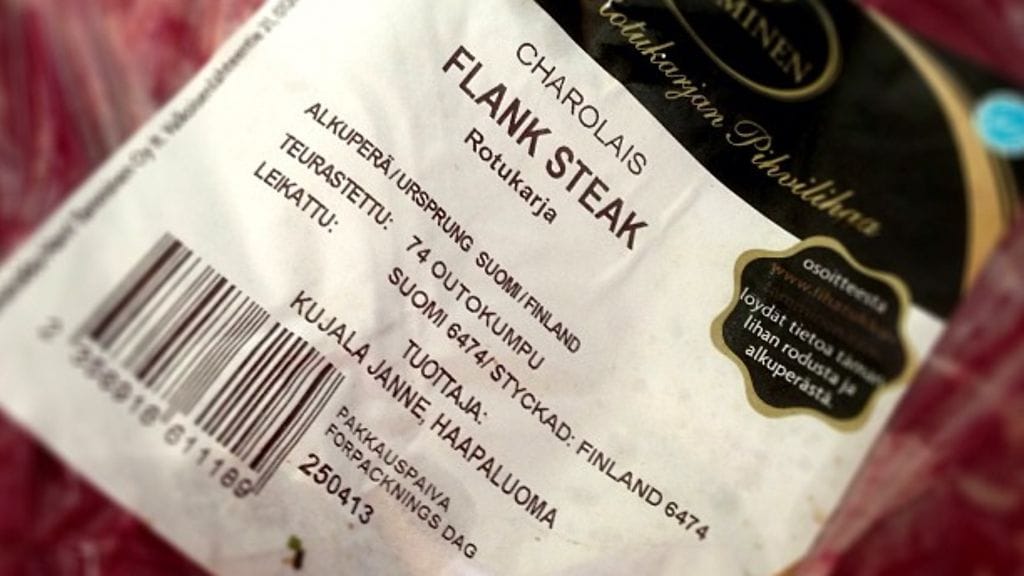 MINEN
Rotukarjan Pihvilihaa
CHAROLAIS
FLANK STEAK
Rotukarja
ALKUPERÄ/URSPRUNG SUOMI/FINLAND
TEURASTETTU: 74 OUTOKUMPU
LEIKATTU: SUOMI 6474/STYCKAD: FINLAND 6474
TUOTTAJA:
KUJALA JANNE, HAAPALUOMA
PAKKAUSPAIVA
FORPACKNINGS DAG
250413
osoitteesta
löydät tietoa tämän
lihan rodusta ja
alkuperästä.